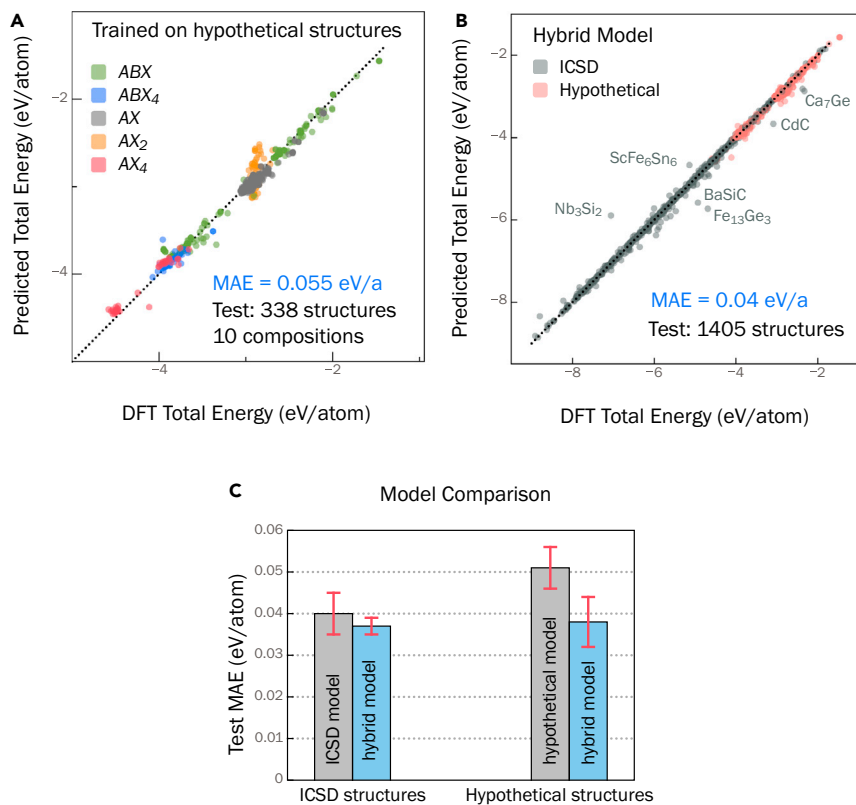 A
Trained on hypothetical structures
ABX
ABX₄
AX
AX₂
AX₄
MAE = 0.055 eV/a
Test: 338 structures
10 compositions
Predicted Total Energy (eV/atom)
−2
−4
−4
−2
DFT Total Energy (eV/atom)
B
Hybrid Model
ICSD
Hypothetical
Ca₇Ge
CdC
ScFe₆Sn₆
BaSiC
Nb₃Si₂
Fe₁₃Ge₃
MAE = 0.04 eV/a
Test: 1405 structures
Predicted Total Energy (eV/atom)
−2
−4
−6
−8
−8
−6
−4
−2
DFT Total Energy (eV/atom)
C
Model Comparison
Test MAE (eV/atom)
0.06
0.05
0.04
0.03
0.02
0.01
0
ICSD model
hybrid model
hypothetical model
hybrid model
ICSD structures
Hypothetical structures